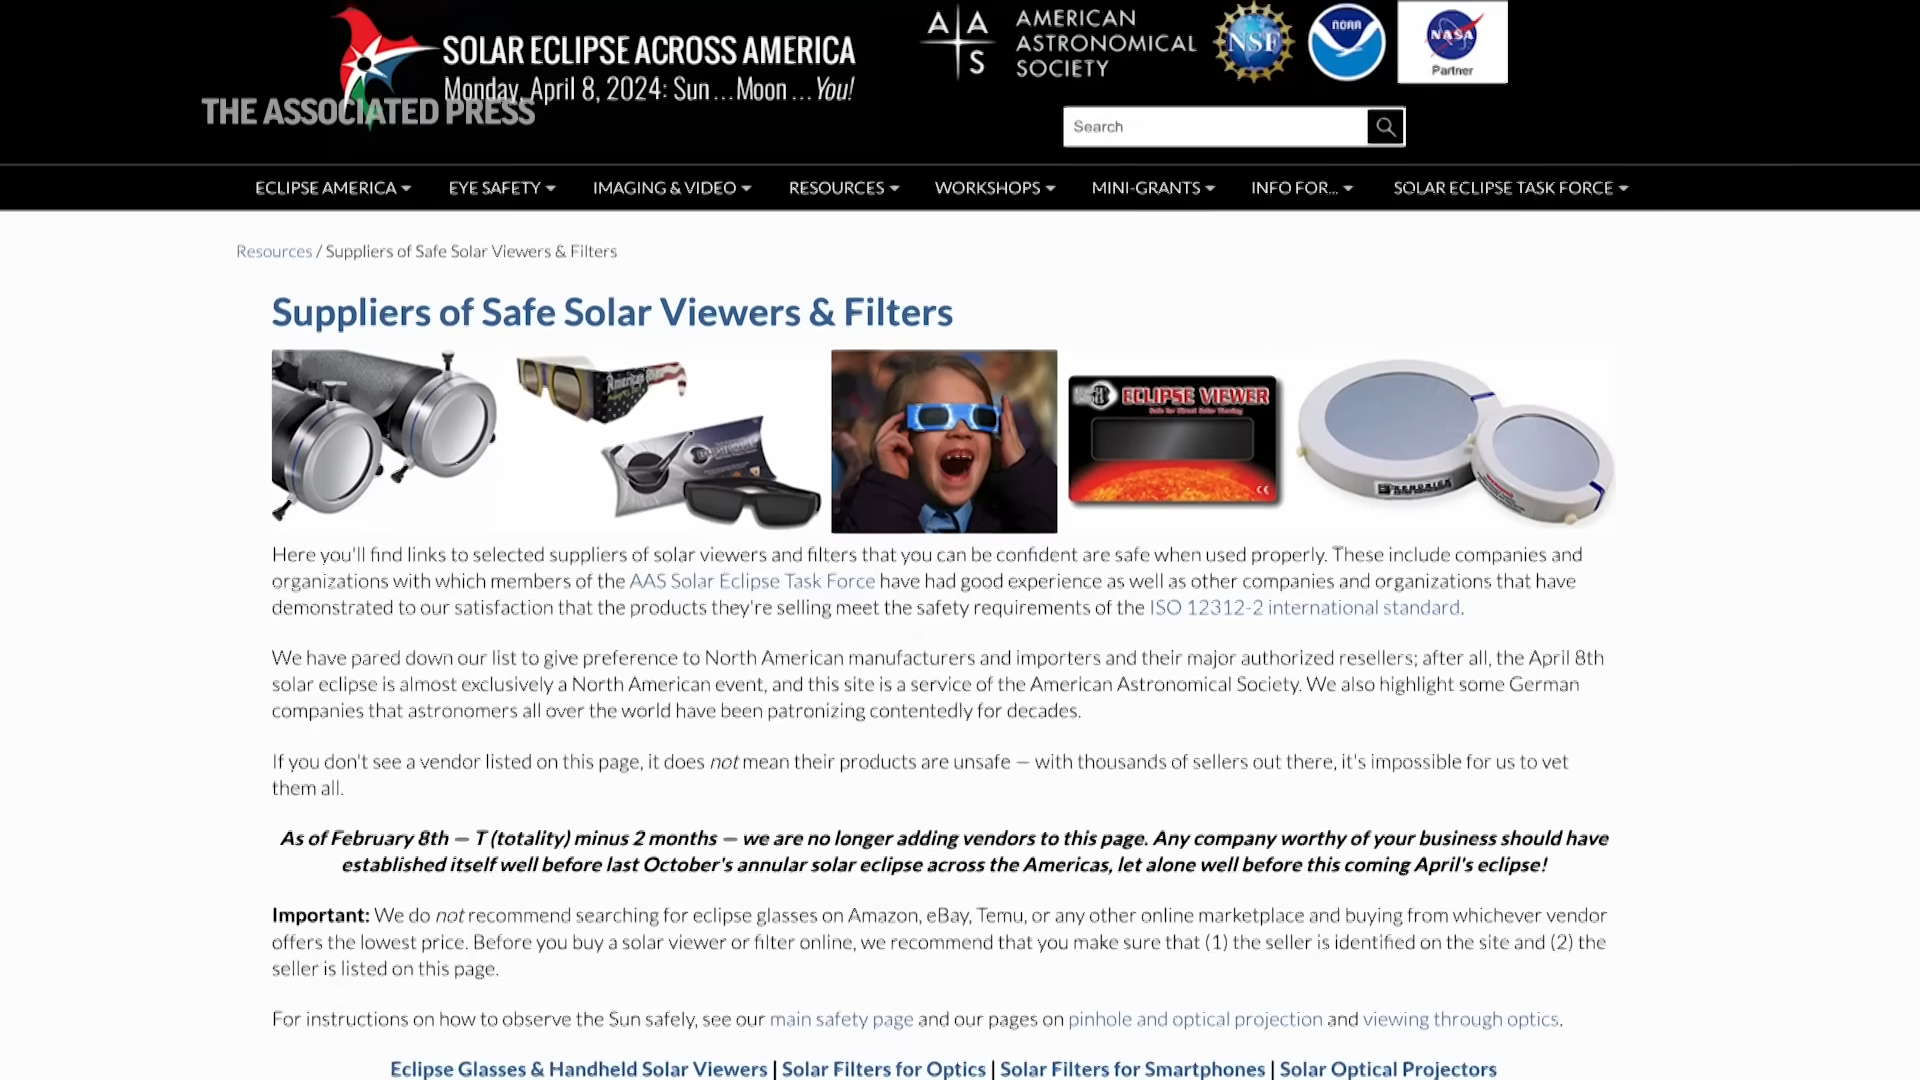 SOLAR ECLIPSE ACROSS AMERICA
Monday, April 8, 2024: Sun...Moon...You!
THE ASSOCIATED PRESS
A A S
AMERICAN
ASTRONOMICAL
SOCIETY
NSF
NOAA
NASA
Partner
Search
ECLIPSE AMERICA
EYE SAFETY
IMAGING & VIDEO
RESOURCES
WORKSHOPS
MINI-GRANTS
INFO FOR...
SOLAR ECLIPSE TASK FORCE
Resources / Suppliers of Safe Solar Viewers & Filters
Suppliers of Safe Solar Viewers & Filters
ECLIPSE VIEWER
Safe for Direct Solar Viewing
CE
KENDRICK
Here you'll find links to selected suppliers of solar viewers and filters that you can be confident are safe when used properly. These include companies and
organizations with which members of the AAS Solar Eclipse Task Force have had good experience as well as other companies and organizations that have
demonstrated to our satisfaction that the products they're selling meet the safety requirements of the ISO 12312-2 international standard.
We have pared down our list to give preference to North American manufacturers and importers and their major authorized resellers; after all, the April 8th
solar eclipse is almost exclusively a North American event, and this site is a service of the American Astronomical Society. We also highlight some German
companies that astronomers all over the world have been patronizing contentedly for decades.
If you don't see a vendor listed on this page, it does not mean their products are unsafe — with thousands of sellers out there, it's impossible for us to vet
them all.
As of February 8th — T (totality) minus 2 months — we are no longer adding vendors to this page. Any company worthy of your business should have
established itself well before last October's annular solar eclipse across the Americas, let alone well before this coming April's eclipse!
Important: We do not recommend searching for eclipse glasses on Amazon, eBay, Temu, or any other online marketplace and buying from whichever vendor
offers the lowest price. Before you buy a solar viewer or filter online, we recommend that you make sure that (1) the seller is identified on the site and (2) the
seller is listed on this page.
For instructions on how to observe the Sun safely, see our main safety page and our pages on pinhole and optical projection and viewing through optics.
Eclipse Glasses & Handheld Solar Viewers | Solar Filters for Optics | Solar Filters for Smartphones | Solar Optical Projectors